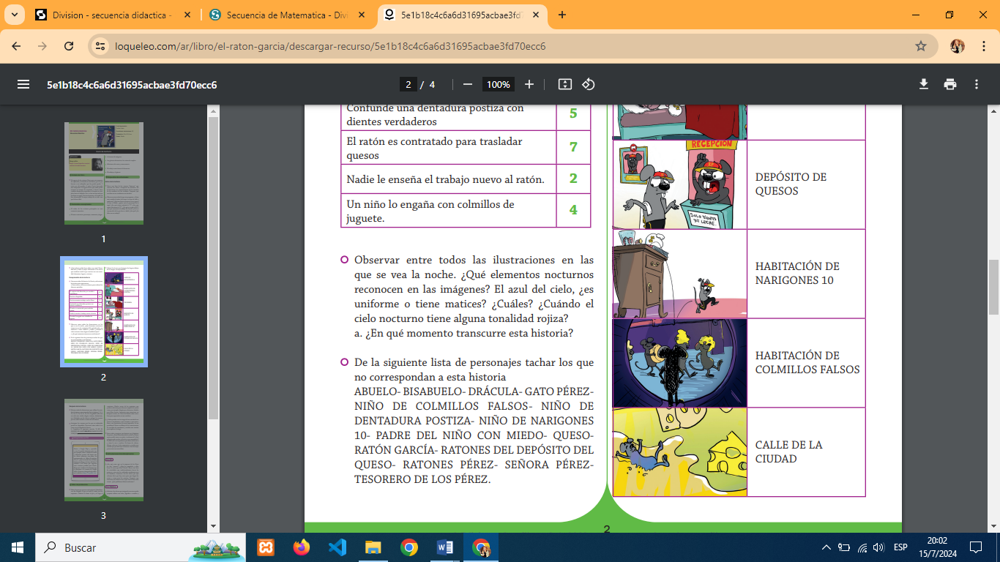 Division - secuencia didactica -
Secuencia de Matematica - Divi
5e1b18c4c6a6d31695acbae3fd7
loqueleo.com/ar/libro/el-raton-garcia/descargar-recurso/5e1b18c4c6a6d31695acbae3fd70ecc6
5e1b18c4c6a6d31695acbae3fd70ecc6
2 / 4
100%
1
2
3
Confunde una dentadura postiza con
dientes verdaderos
5
El ratón es contratado para trasladar
quesos
7
Nadie le enseña el trabajo nuevo al ratón.
2
Un niño lo engaña con colmillos de
juguete.
4
Observar entre todos las ilustraciones en las
que se vea la noche. ¿Qué elementos nocturnos
reconocen en las imágenes? El azul del cielo, ¿es
uniforme o tiene matices? ¿Cuáles? ¿Cuándo el
cielo nocturno tiene alguna tonalidad rojiza?
a. ¿En qué momento transcurre esta historia?
De la siguiente lista de personajes tachar los que
no correspondan a esta historia
ABUELO- BISABUELO- DRÁCULA- GATO PÉREZ-
NIÑO DE COLMILLOS FALSOS- NIÑO DE
DENTADURA POSTIZA- NIÑO DE NARIGONES
10- PADRE DEL NIÑO CON MIEDO- QUESO-
RATÓN GARCÍA- RATONES DEL DEPÓSITO DEL
QUESO- RATONES PÉREZ- SEÑORA PÉREZ-
TESORERO DE LOS PÉREZ.
RECEPCIÓN
SOLO DIENTES
DE LECHE
DEPÓSITO DE
QUESOS
HABITACIÓN DE
NARIGONES 10
HABITACIÓN DE
COLMILLOS FALSOS
CALLE DE LA
CIUDAD
2
Buscar
ESP
20:02
15/7/2024